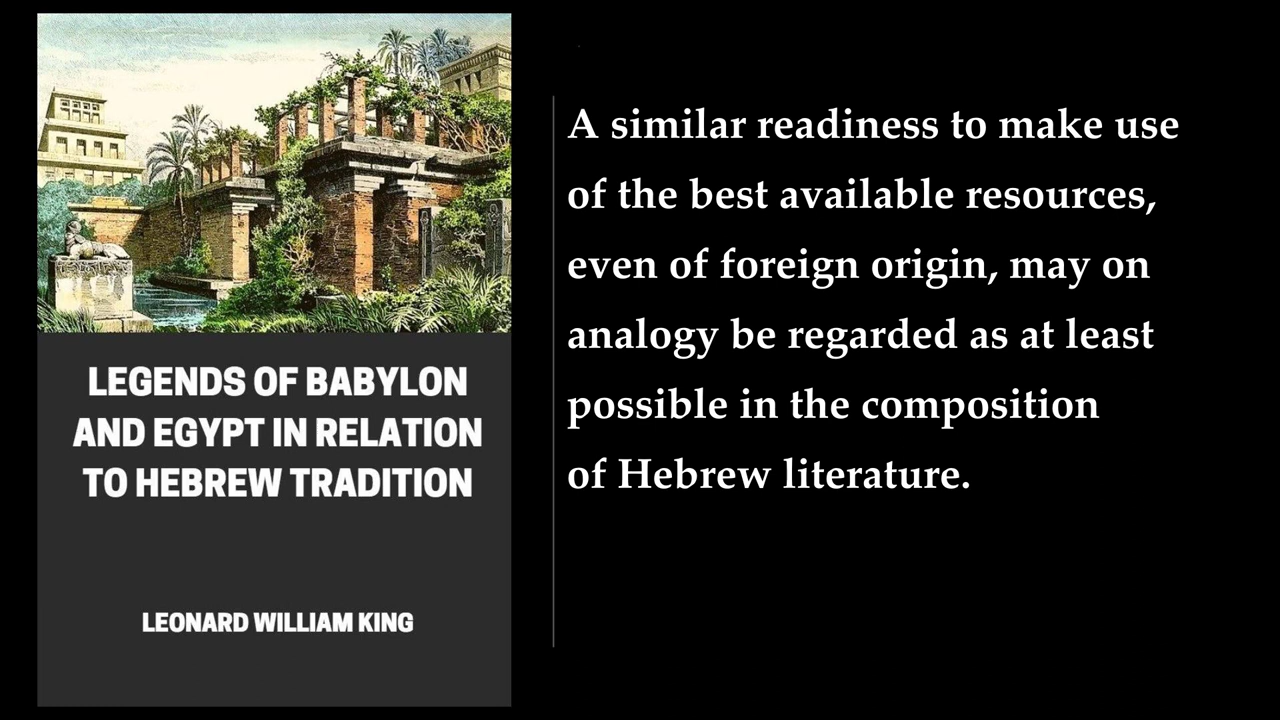 LEGENDS OF BABYLON
AND EGYPT IN RELATION
TO HEBREW TRADITION
LEONARD WILLIAM KING
A similar readiness to make use
of the best available resources,
even of foreign origin, may on
analogy be regarded as at least
possible in the composition
of Hebrew literature.